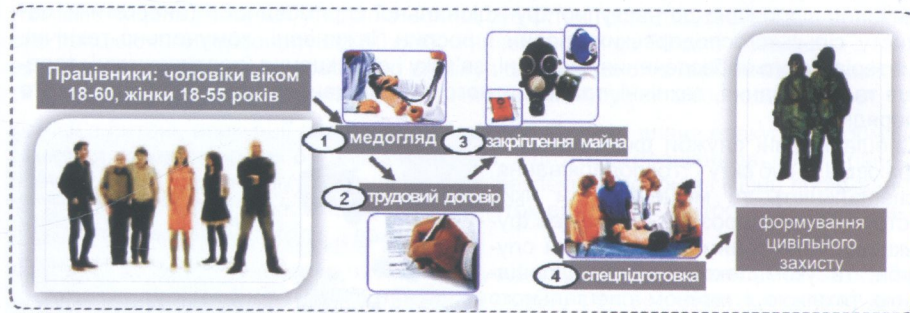 Працівники: чоловіки віком
18-60, жінки 18-55 років
1 медогляд
2 трудовий договір
3 закріплення майна
4 спецпідготовка
формування
цивільного
захисту